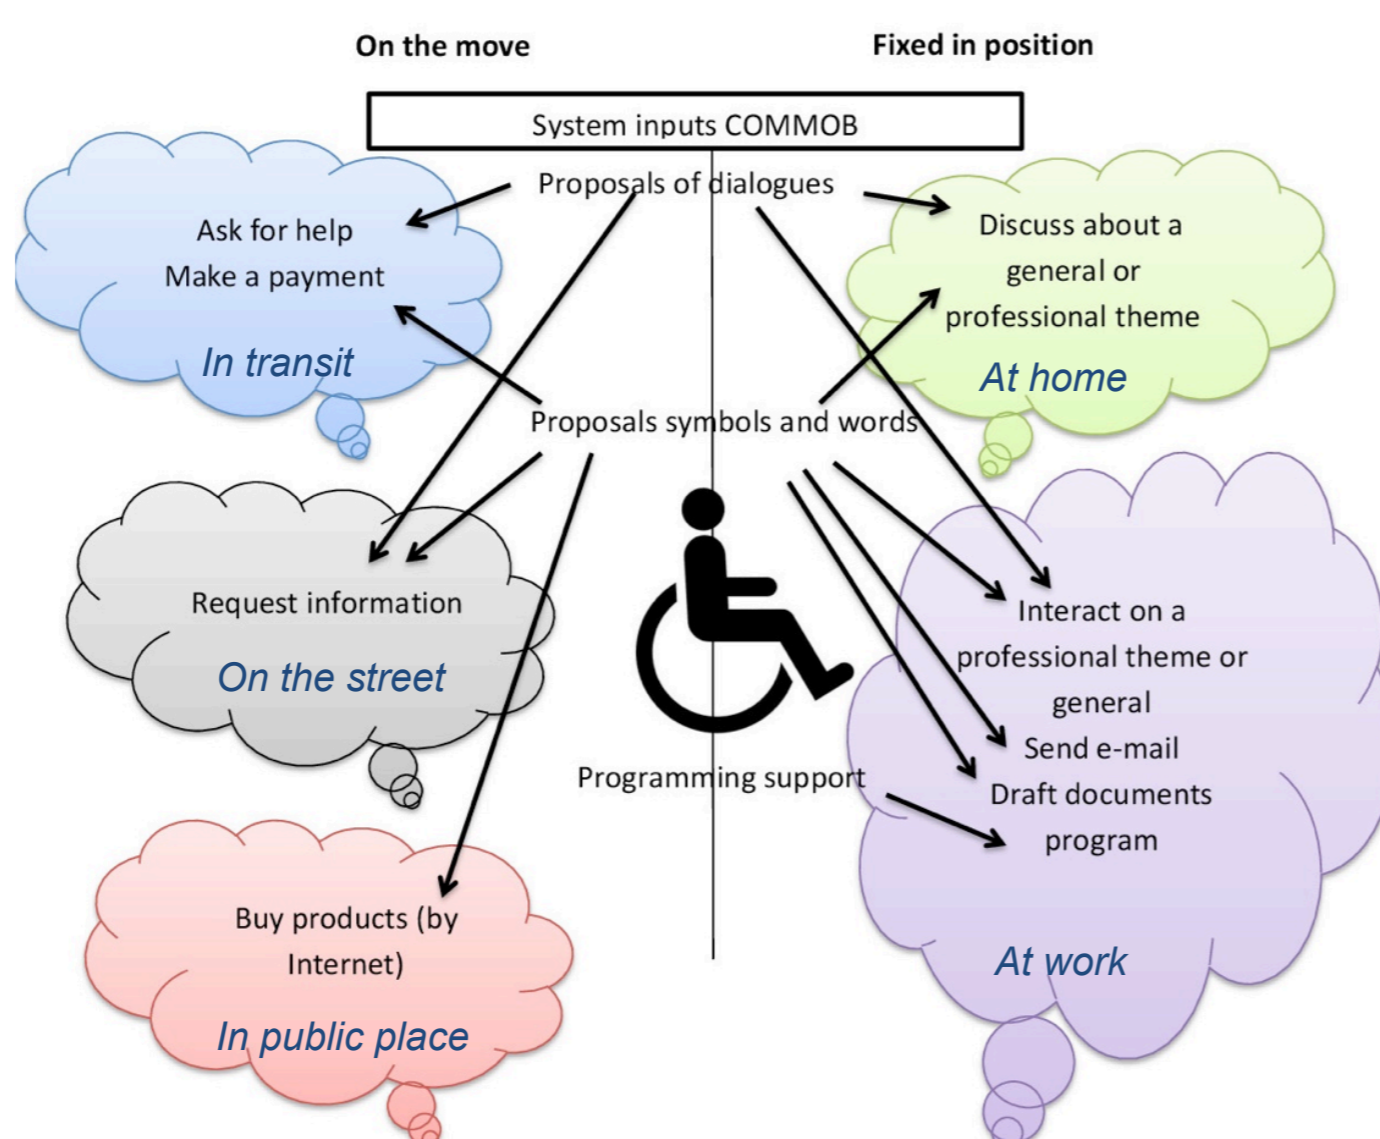 On the move
Fixed in position
System inputs COMMOB
Proposals of dialogues
Ask for help
Make a payment
In transit
Discuss about a
general or
professional theme
At home
Proposals symbols and words
Request information
On the street
Interact on a
professional theme or
general
Send e-mail
Draft documents
program
At work
Programming support
Buy products (by
Internet)
In public place